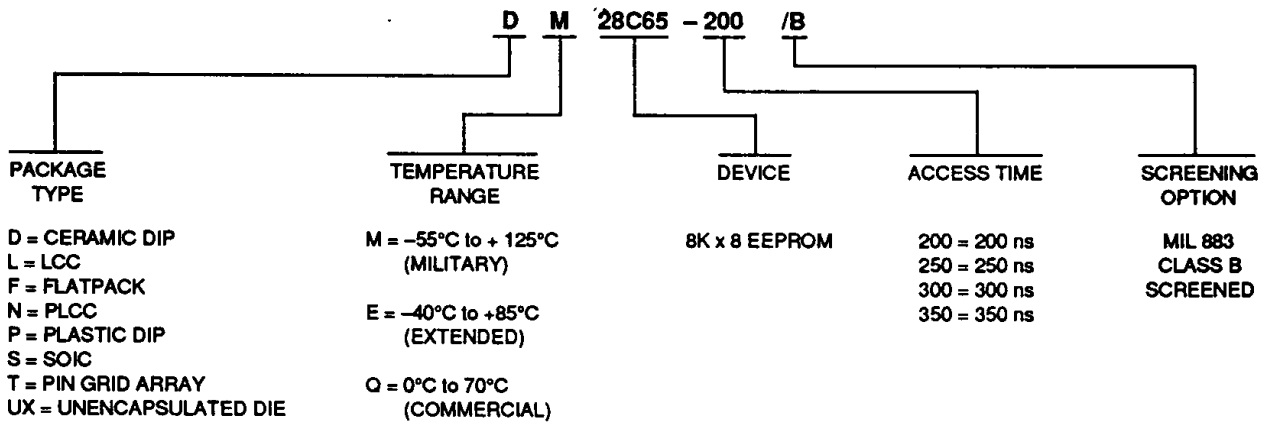 D M 28C65 - 200 /B
PACKAGE
TYPE
D = CERAMIC DIP
L = LCC
F = FLATPACK
N = PLCC
P = PLASTIC DIP
S = SOIC
T = PIN GRID ARRAY
UX = UNENCAPSULATED DIE
TEMPERATURE
RANGE
M = –55°C to + 125°C
(MILITARY)
E = –40°C to +85°C
(EXTENDED)
Q = 0°C to 70°C
(COMMERCIAL)
DEVICE
8K x 8 EEPROM
ACCESS TIME
200 = 200 ns
250 = 250 ns
300 = 300 ns
350 = 350 ns
SCREENING
OPTION
MIL 883
CLASS B
SCREENED